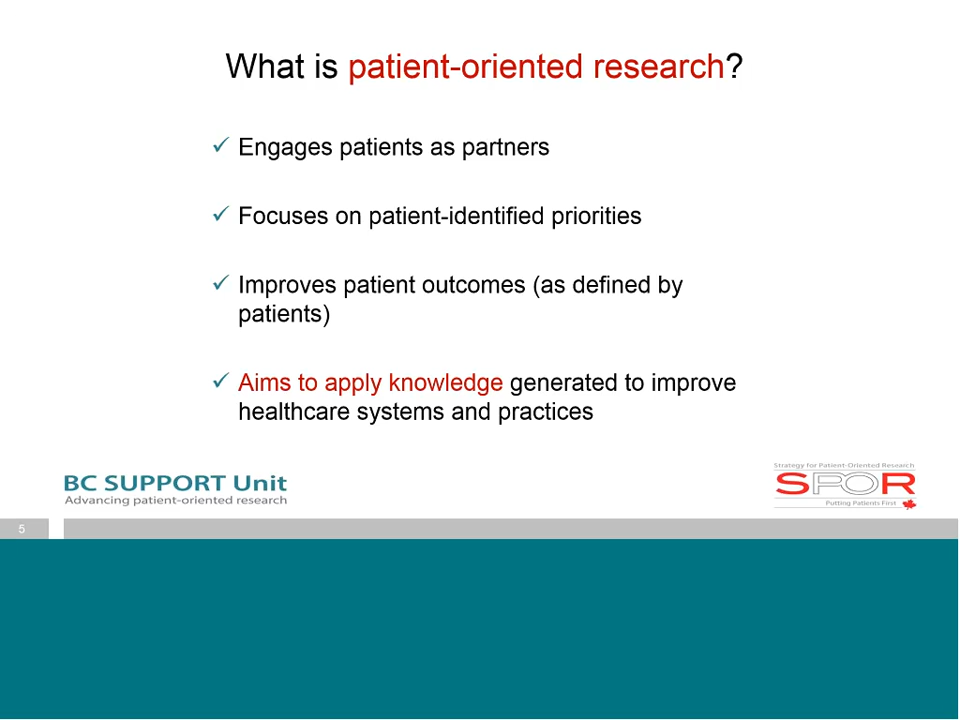 What is patient-oriented research?
✓ Engages patients as partners
✓ Focuses on patient-identified priorities
✓ Improves patient outcomes (as defined by
patients)
✓ Aims to apply knowledge generated to improve
healthcare systems and practices
BC SUPPORT Unit
Advancing patient-oriented research
Strategy for Patient-Oriented Research
SPOR
Putting Patients First
5